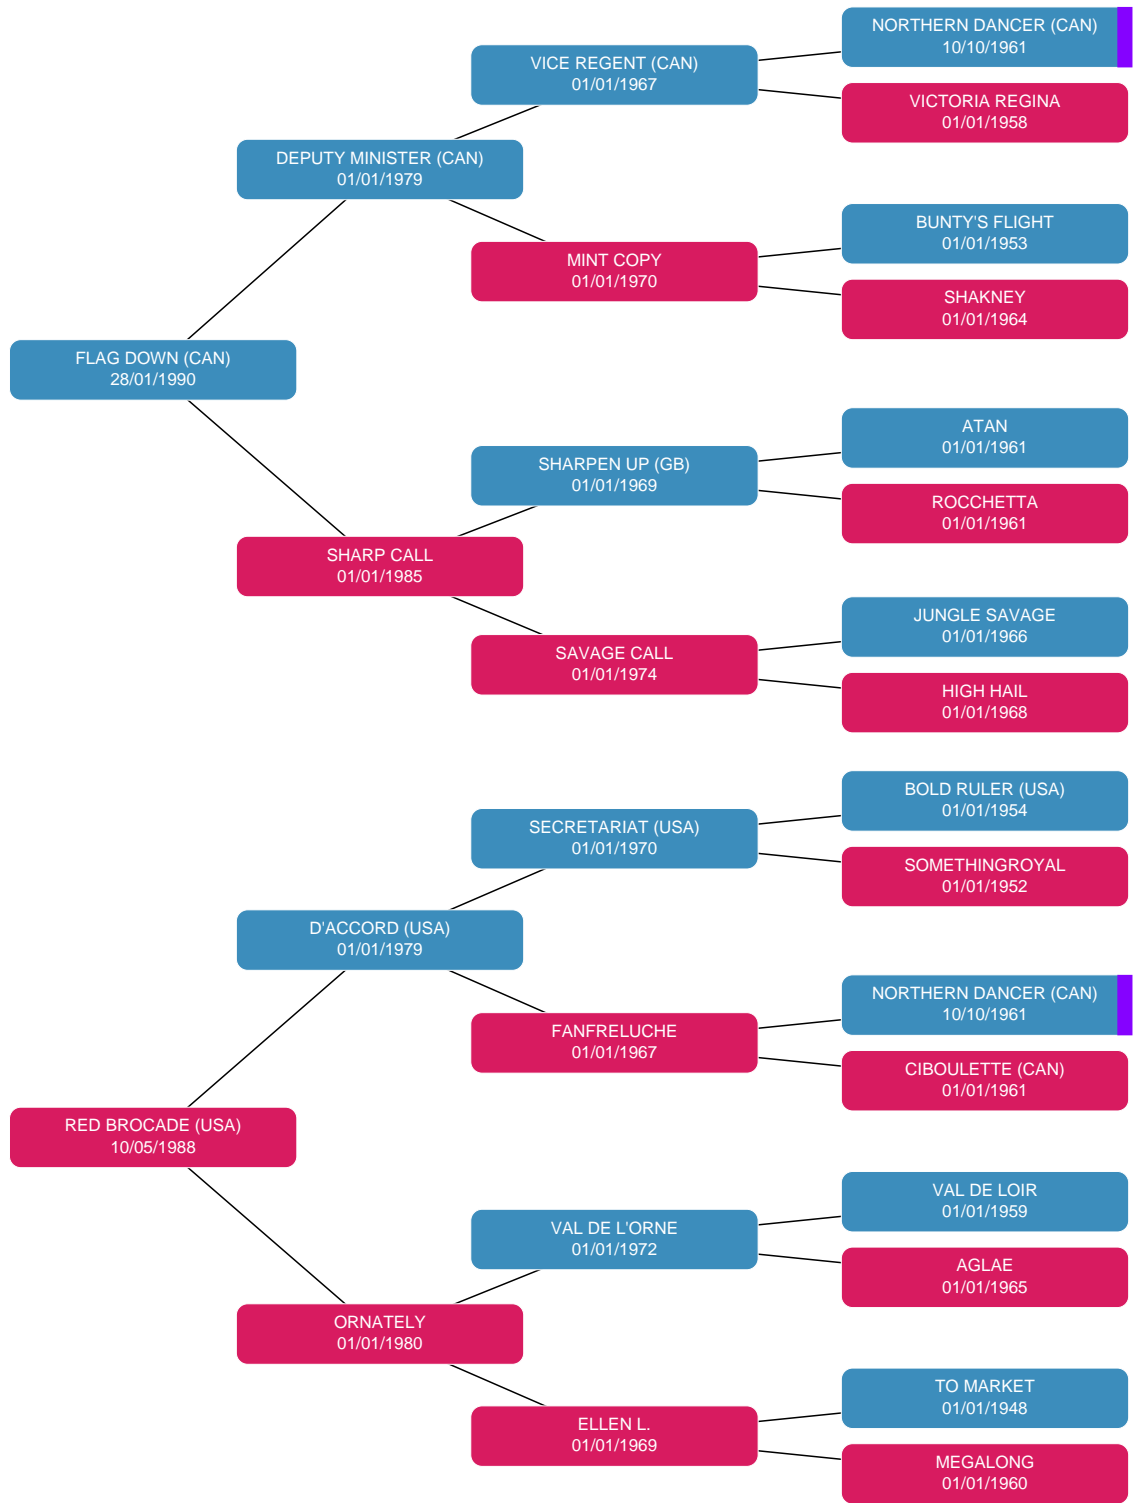 NORTHERN DANCER (CAN)
10/10/1961
VICE REGENT (CAN)
01/01/1967
VICTORIA REGINA
01/01/1958
DEPUTY MINISTER (CAN)
01/01/1979
BUNTY'S FLIGHT
01/01/1953
MINT COPY
01/01/1970
SHAKNEY
01/01/1964
FLAG DOWN (CAN)
28/01/1990
ATAN
01/01/1961
SHARPEN UP (GB)
01/01/1969
ROCCHETTA
01/01/1961
SHARP CALL
01/01/1985
JUNGLE SAVAGE
01/01/1966
SAVAGE CALL
01/01/1974
HIGH HAIL
01/01/1968
BOLD RULER (USA)
01/01/1954
SECRETARIAT (USA)
01/01/1970
SOMETHINGROYAL
01/01/1952
D'ACCORD (USA)
01/01/1979
NORTHERN DANCER (CAN)
10/10/1961
FANFRELUCHE
01/01/1967
CIBOULETTE (CAN)
01/01/1961
RED BROCADE (USA)
10/05/1988
VAL DE LOIR
01/01/1959
VAL DE L'ORNE
01/01/1972
AGLAE
01/01/1965
ORNATELY
01/01/1980
TO MARKET
01/01/1948
ELLEN L.
01/01/1969
MEGALONG
01/01/1960